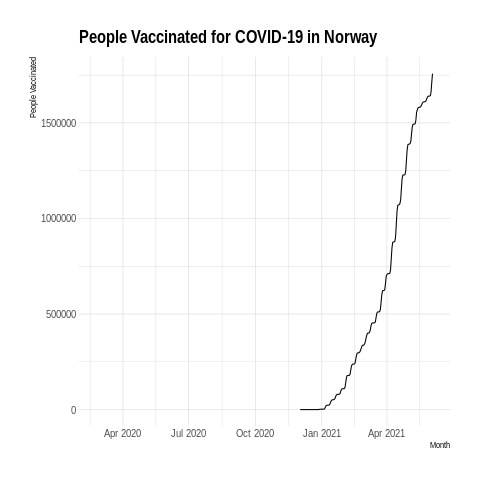 People Vaccinated for COVID-19 in Norway
People Vaccinated
1500000
1000000
500000
0
Apr 2020 Jul 2020 Oct 2020 Jan 2021 Apr 2021
Month